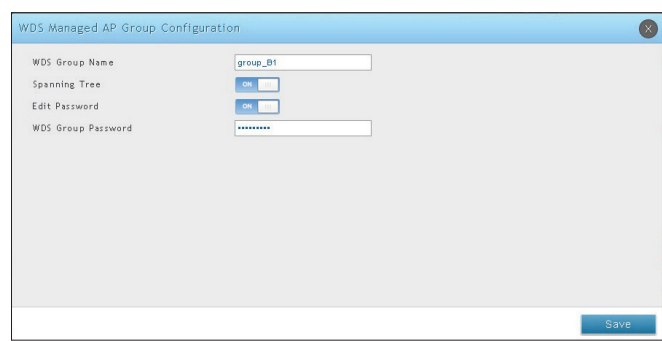 WDS Managed AP Group Configuration
X
WDS Group Name group_B1
Spanning Tree ON
Edit Password ON
WDS Group Password •••••••••
Save